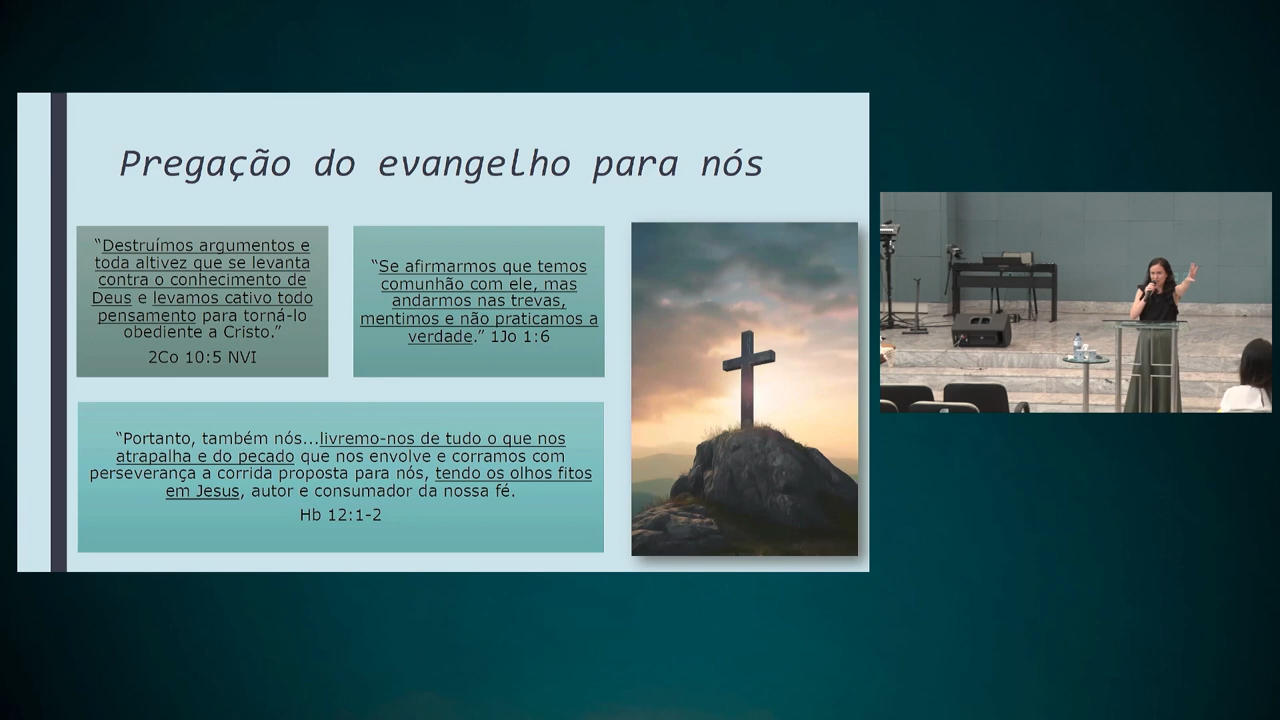 Pregação do evangelho para nós
“Destruímos argumentos e
toda altivez que se levanta
contra o conhecimento de
Deus e levamos cativo todo
pensamento para torná-lo
obediente a Cristo.”
2Co 10:5 NVI
“Se afirmarmos que temos
comunhão com ele, mas
andarmos nas trevas,
mentimos e não praticamos a
verdade.” 1Jo 1:6
“Portanto, também nós...livremo-nos de tudo o que nos
atrapalha e do pecado que nos envolve e corramos com
perseverança a corrida proposta para nós, tendo os olhos fitos
em Jesus, autor e consumador da nossa fé.
Hb 12:1-2